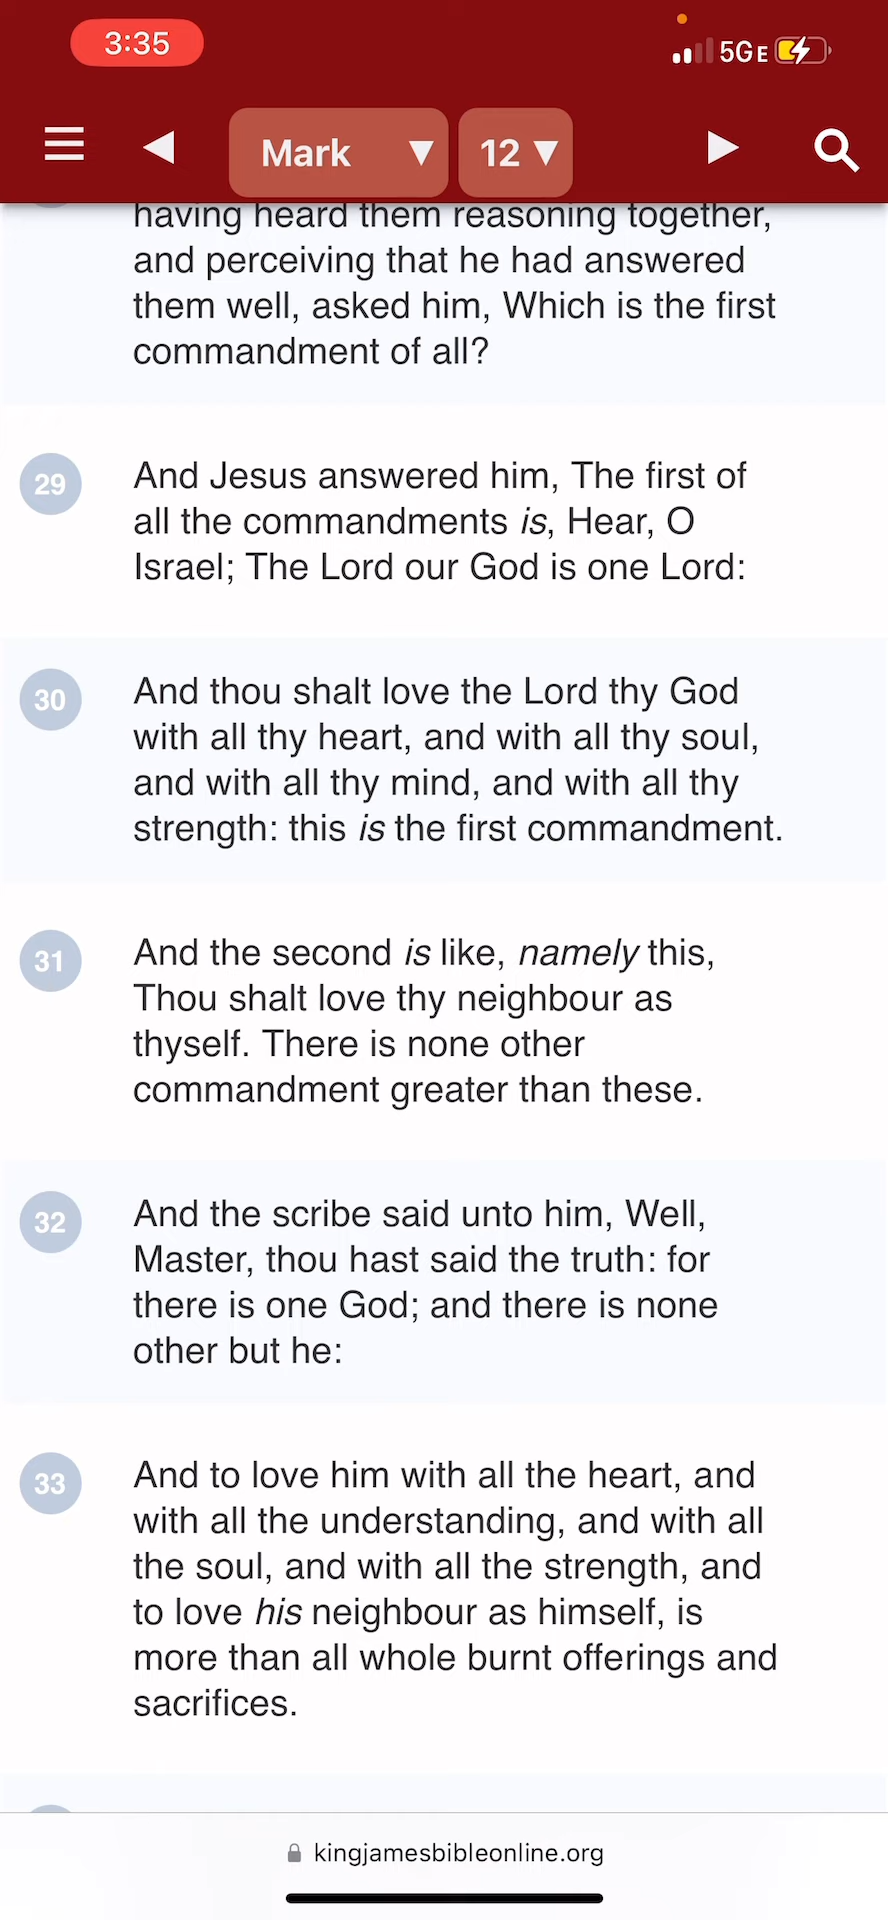 3:35
5GE
Mark ▼ 12 ▼
having heard them reasoning together,
and perceiving that he had answered
them well, asked him, Which is the first
commandment of all?
29
And Jesus answered him, The first of
all the commandments is, Hear, O
Israel; The Lord our God is one Lord:
30
And thou shalt love the Lord thy God
with all thy heart, and with all thy soul,
and with all thy mind, and with all thy
strength: this is the first commandment.
31
And the second is like, namely this,
Thou shalt love thy neighbour as
thyself. There is none other
commandment greater than these.
32
And the scribe said unto him, Well,
Master, thou hast said the truth: for
there is one God; and there is none
other but he:
33
And to love him with all the heart, and
with all the understanding, and with all
the soul, and with all the strength, and
to love his neighbour as himself, is
more than all whole burnt offerings and
sacrifices.
kingjamesbibleonline.org